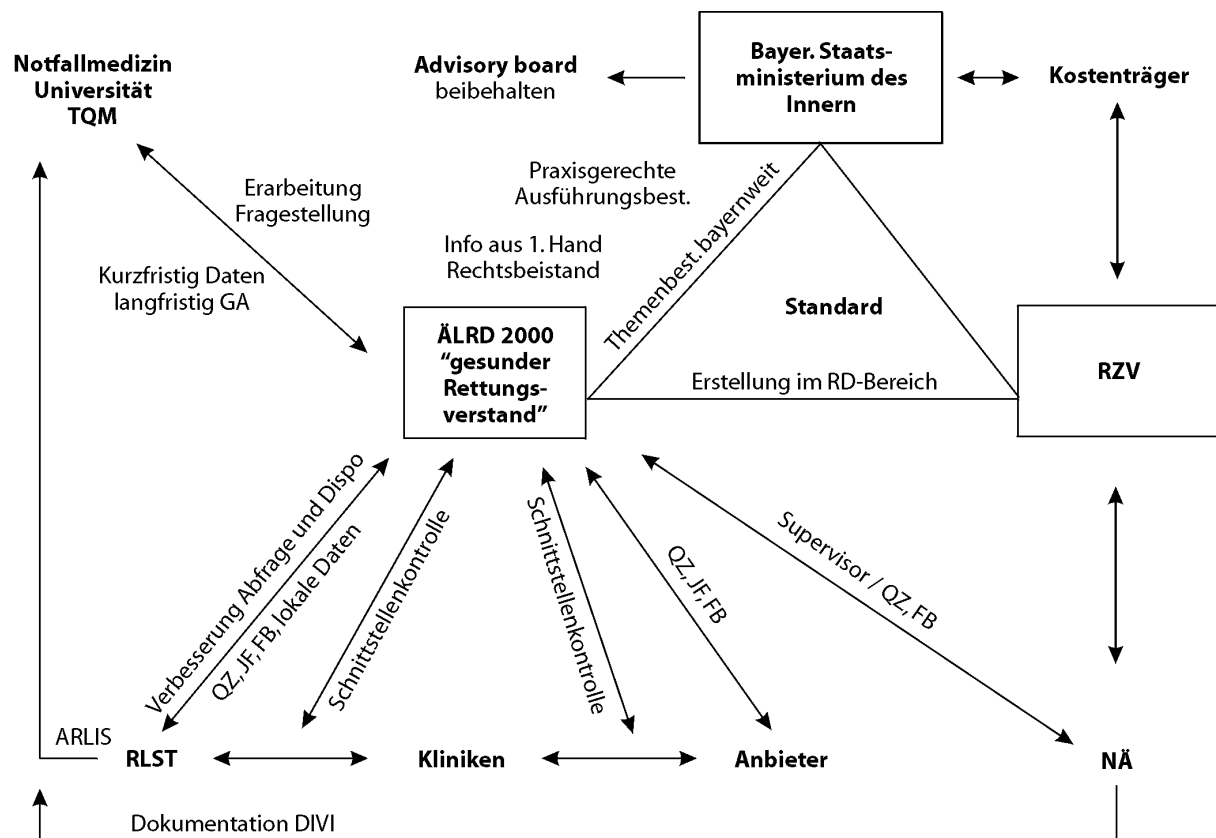 Notfallmedizin
Universität
TQM
Advisory board
beibehalten
Bayer. Staats-
ministerium des
Innern
Kostenträger
Erarbeitung
Fragestellung
Praxisgerechte
Ausführungsbest.
Kurzfristig Daten
langfristig GA
Info aus 1. Hand
Rechtsbeistand
Themenbest. bayernweit
Standard
ÄLRD 2000
“gesunder
Rettungs-
verstand”
Erstellung im RD-Bereich
RZV
Verbesserung Abfrage und Dispo
QZ, JF, FB, lokale Daten
Schnittstellenkontrolle
Schnittstellenkontrolle
QZ, JF, FB
Supervisor / QZ, FB
ARLIS
RLST
Kliniken
Anbieter
NÄ
Dokumentation DIVI